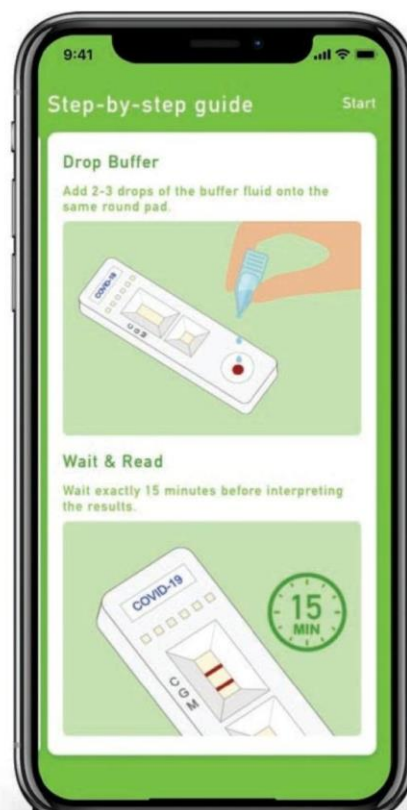 9:41
Step-by-step guide
Start
Drop Buffer
Add 2-3 drops of the buffer fluid onto the
same round pad.
COVID-19
C G M
Wait & Read
Wait exactly 15 minutes before interpreting
the results.
COVID-19
15
MIN
C G M